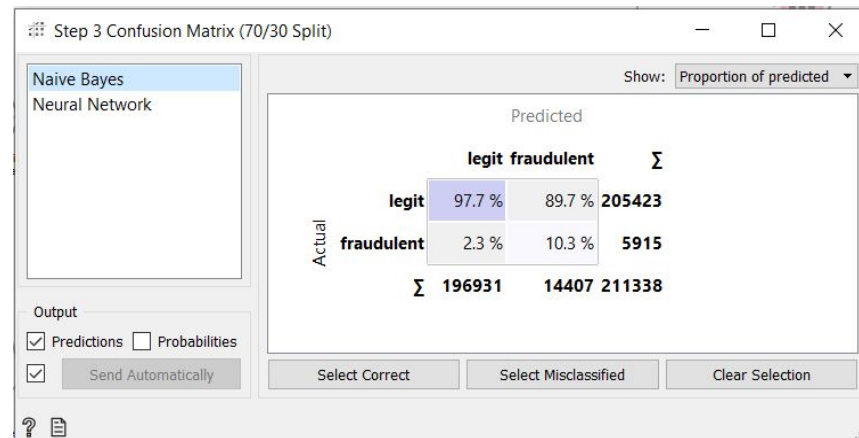 Step 3 Confusion Matrix (70/30 Split)
Naive Bayes
Neural Network
Show: Proportion of predicted
Predicted
legit fraudulent Σ
legit 97.7 % 89.7 % 205423
Actual
fraudulent 2.3 % 10.3 % 5915
Σ 196931 14407 211338
Output
Predictions Probabilities
Send Automatically
Select Correct Select Misclassified Clear Selection
?